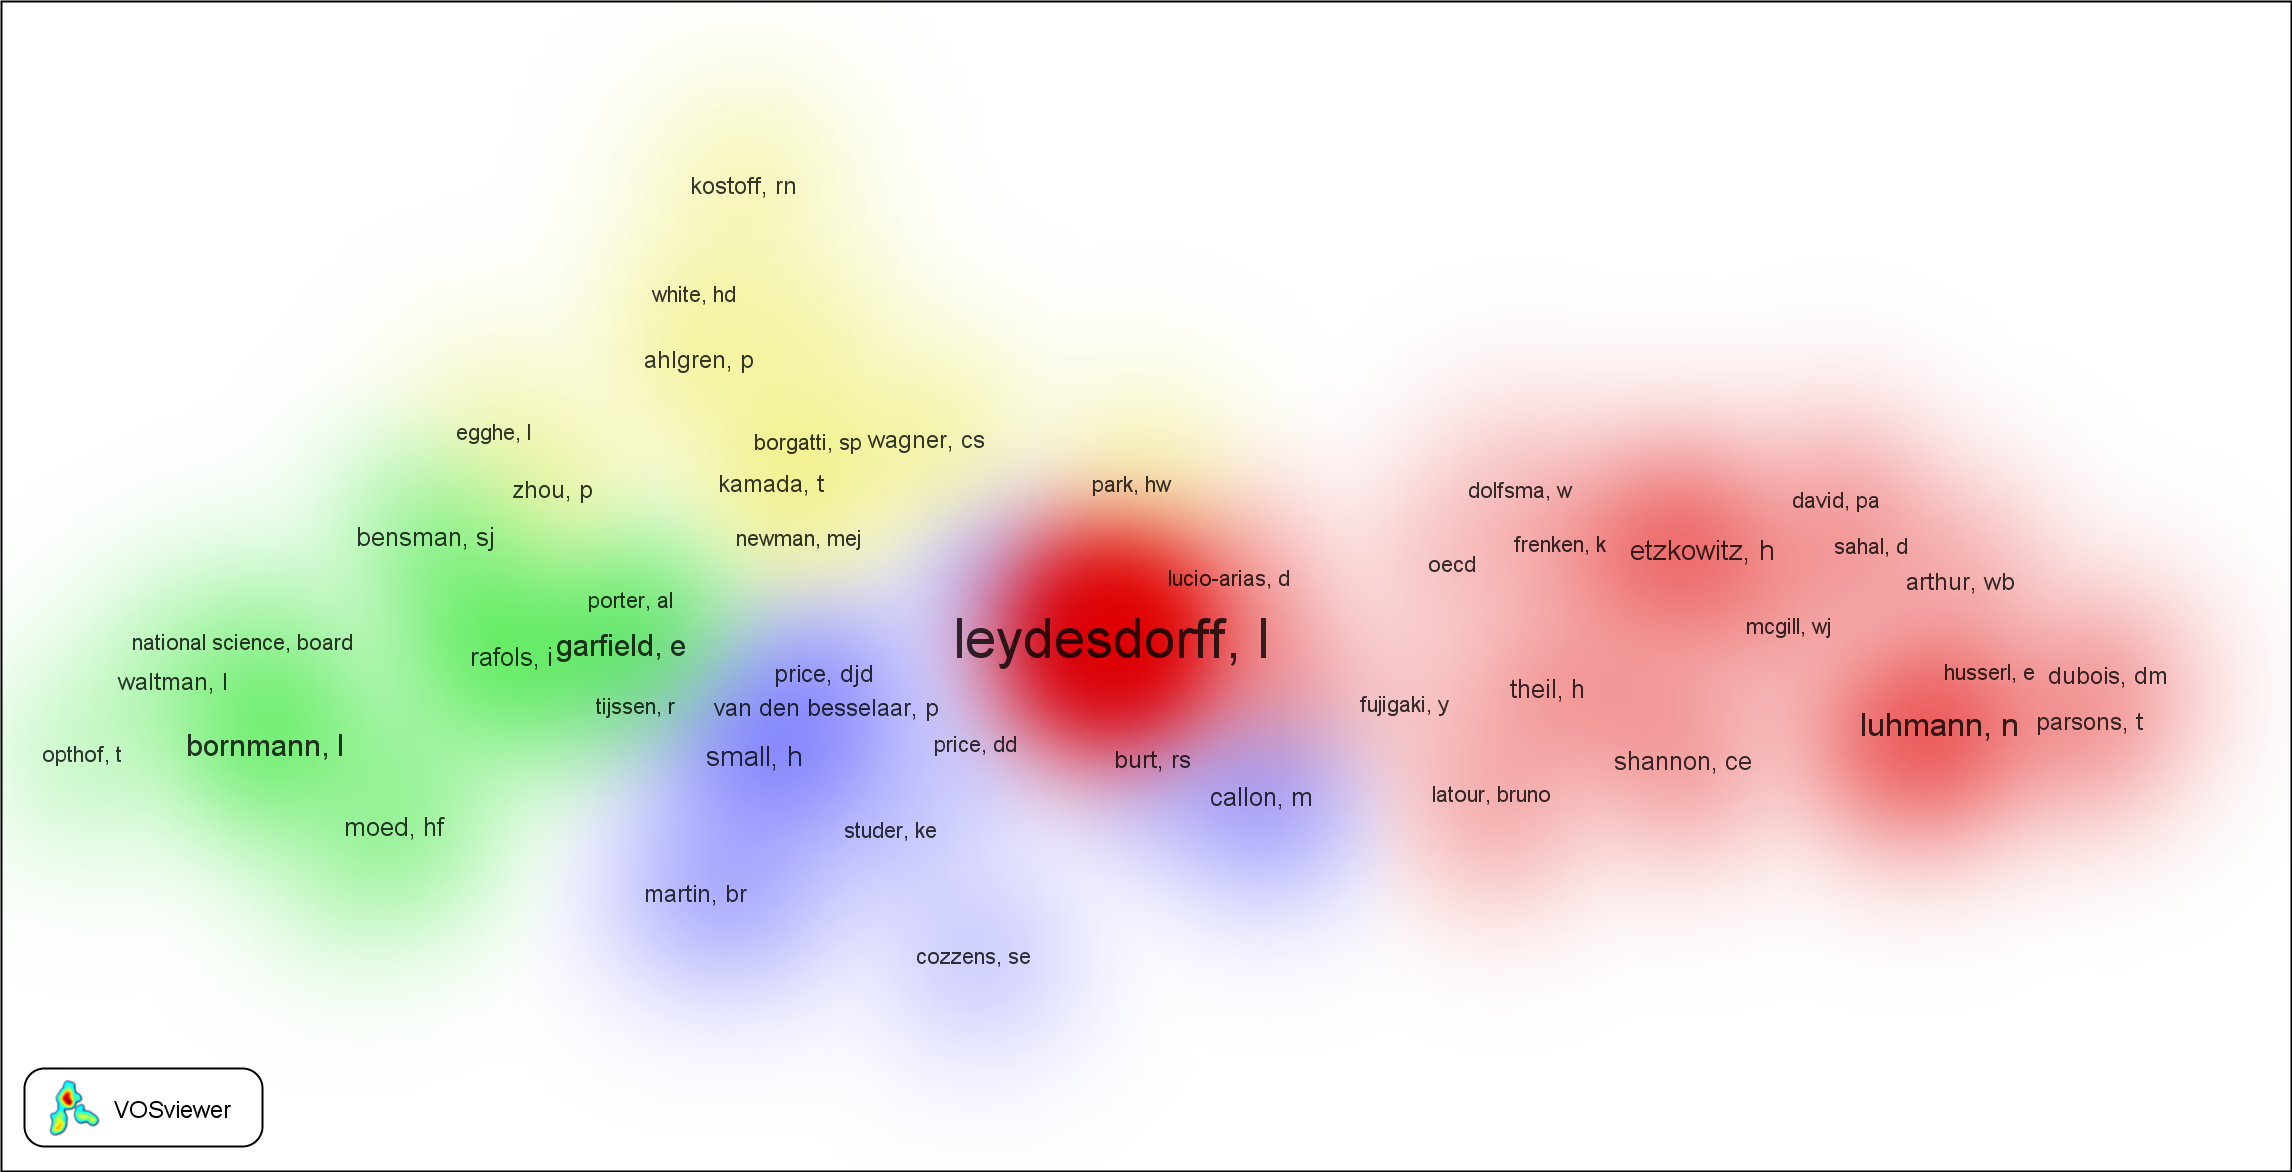 kostoff, rn
white, hd
ahlgren, p
egghe, l
borgatti, sp
wagner, cs
zhou, p
kamada, t
park, hw
dolfsma, w
david, pa
bensman, sj
newman, mej
frenken, k
etzkowitz, h
sahal, d
oecd
lucio-arias, d
arthur, wb
porter, al
mcgill, wj
national science, board
rafols, i
garfield, e
leydesdorff, l
waltman, l
price, djd
theil, h
husserl, e
dubois, dm
tijssen, r
van den besselaar, p
fujigaki, y
luhmann, n
parsons, t
opthof, t
bornmann, l
small, h
price, dd
burt, rs
shannon, ce
callon, m
latour, bruno
moed, hf
studer, ke
martin, br
cozzens, se
VOSviewer